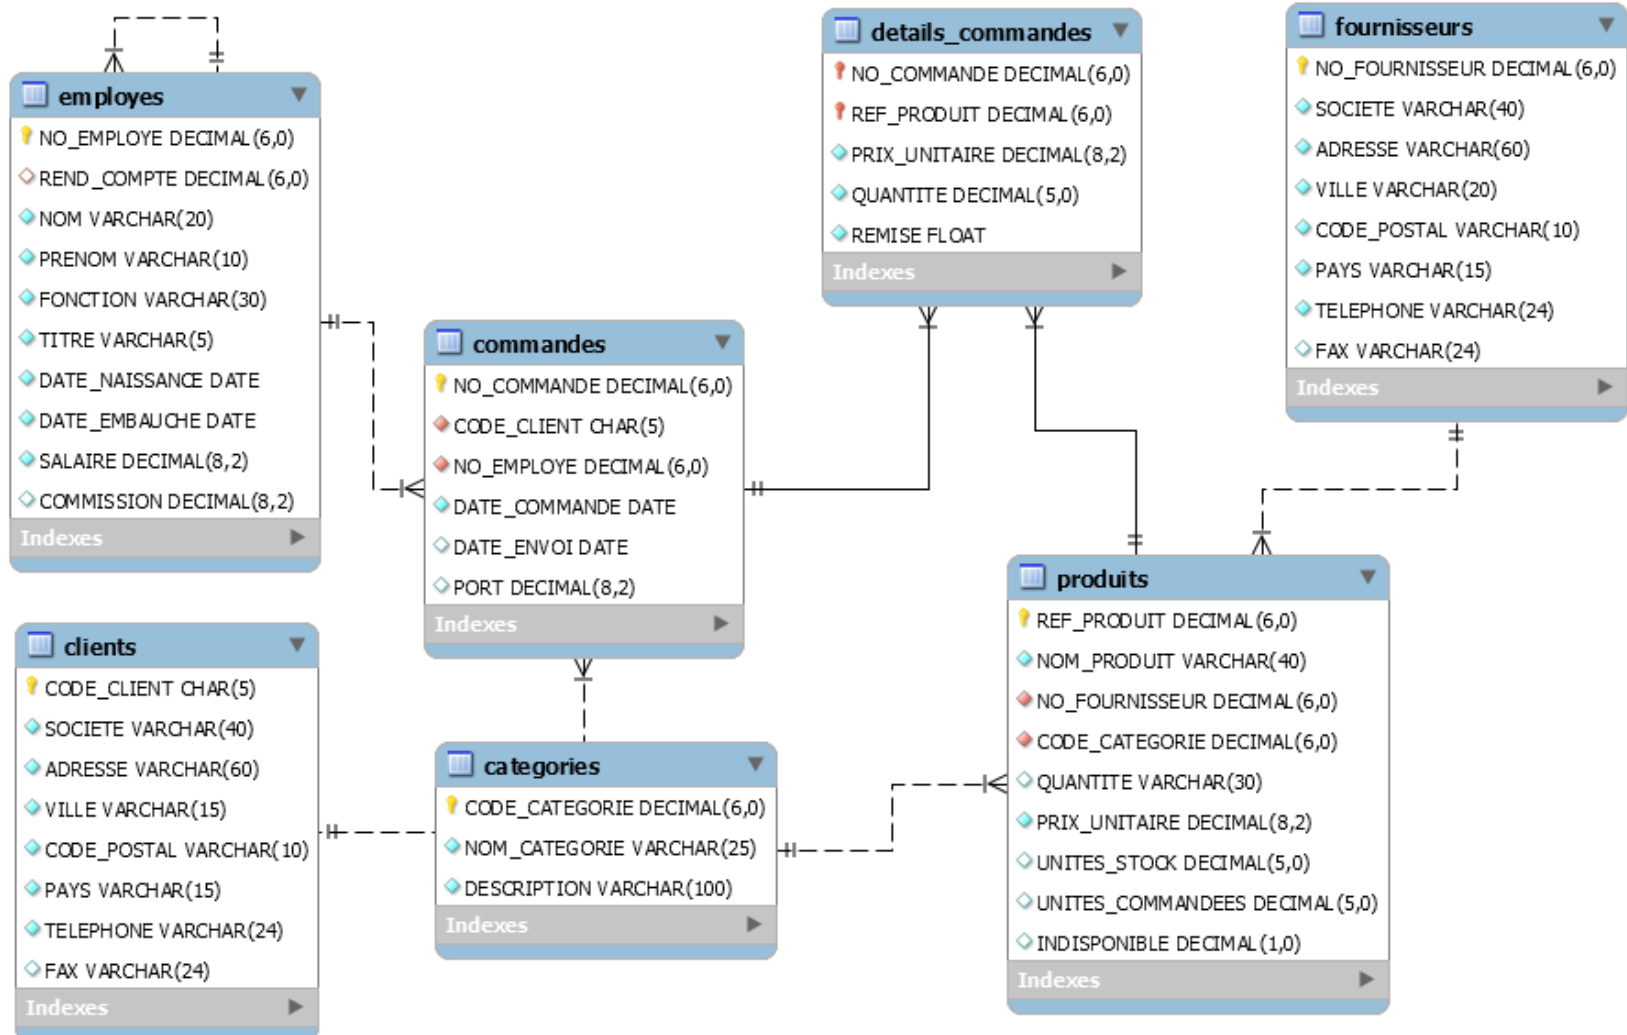 employes
NO_EMPLOYE DECIMAL(6,0)
REND_COMPTE DECIMAL(6,0)
NOM VARCHAR(20)
PRENOM VARCHAR(10)
FONCTION VARCHAR(30)
TITRE VARCHAR(5)
DATE_NAISSANCE DATE
DATE_EMBAUCHE DATE
SALAIRE DECIMAL(8,2)
COMMISSION DECIMAL(8,2)
Indexes
clients
CODE_CLIENT CHAR(5)
SOCIETE VARCHAR(40)
ADRESSE VARCHAR(60)
VILLE VARCHAR(15)
CODE_POSTAL VARCHAR(10)
PAYS VARCHAR(15)
TELEPHONE VARCHAR(24)
FAX VARCHAR(24)
Indexes
commandes
NO_COMMANDE DECIMAL(6,0)
CODE_CLIENT CHAR(5)
NO_EMPLOYE DECIMAL(6,0)
DATE_COMMANDE DATE
DATE_ENVOI DATE
PORT DECIMAL(8,2)
Indexes
categories
CODE_CATEGORIE DECIMAL(6,0)
NOM_CATEGORIE VARCHAR(25)
DESCRIPTION VARCHAR(100)
Indexes
details_commandes
NO_COMMANDE DECIMAL(6,0)
REF_PRODUIT DECIMAL(6,0)
PRIX_UNITAIRE DECIMAL(8,2)
QUANTITE DECIMAL(5,0)
REMISE FLOAT
Indexes
fournisseurs
NO_FOURNISSEUR DECIMAL(6,0)
SOCIETE VARCHAR(40)
ADRESSE VARCHAR(60)
VILLE VARCHAR(20)
CODE_POSTAL VARCHAR(10)
PAYS VARCHAR(15)
TELEPHONE VARCHAR(24)
FAX VARCHAR(24)
Indexes
produits
REF_PRODUIT DECIMAL(6,0)
NOM_PRODUIT VARCHAR(40)
NO_FOURNISSEUR DECIMAL(6,0)
CODE_CATEGORIE DECIMAL(6,0)
QUANTITE VARCHAR(30)
PRIX_UNITAIRE DECIMAL(8,2)
UNITES_STOCK DECIMAL(5,0)
UNITES_COMMANDEES DECIMAL(5,0)
INDISPONIBLE DECIMAL(1,0)
Indexes